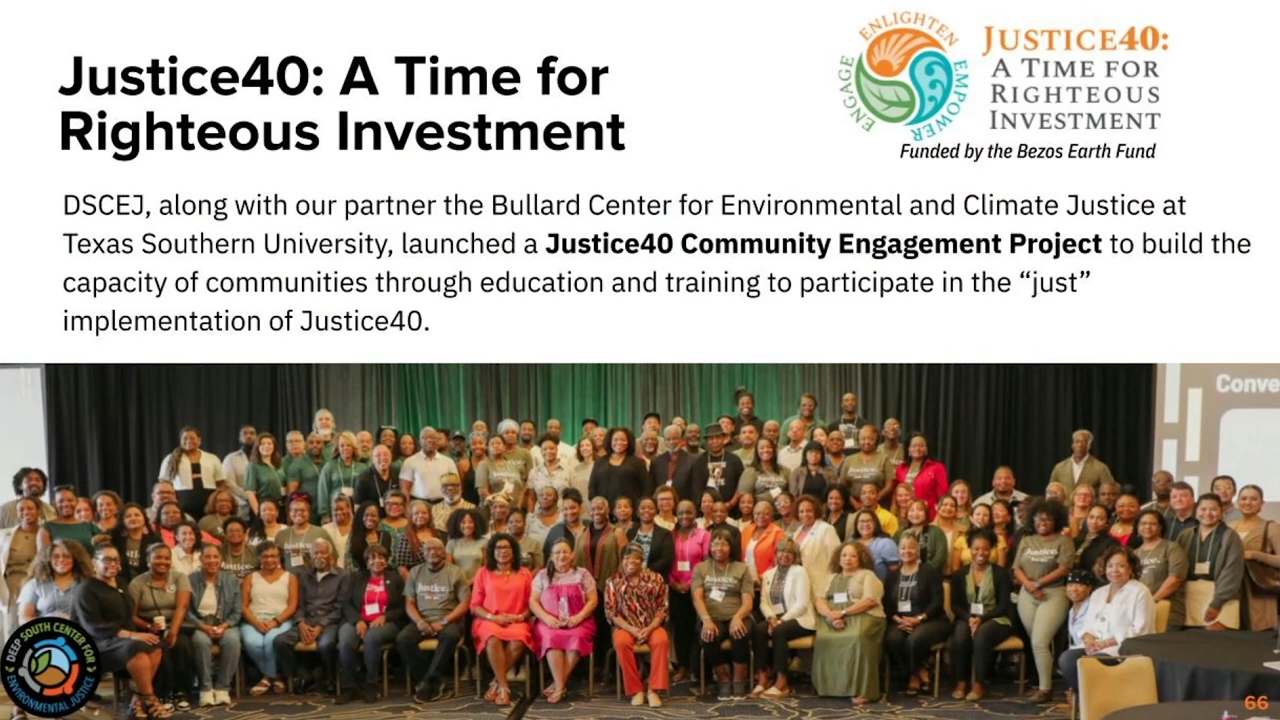 Justice40: A Time for
Righteous Investment
ENLIGHTEN
ENGAGE
EMPOWER
JUSTICE40:
A TIME FOR
RIGHTEOUS
INVESTMENT
Funded by the Bezos Earth Fund
DSCEJ, along with our partner the Bullard Center for Environmental and Climate Justice at
Texas Southern University, launched a Justice40 Community Engagement Project to build the
capacity of communities through education and training to participate in the “just”
implementation of Justice40.
Conve
Justice.
Justice.
Justice.
DEEP SOUTH CENTER FOR
ENVIRONMENTAL JUSTICE
66